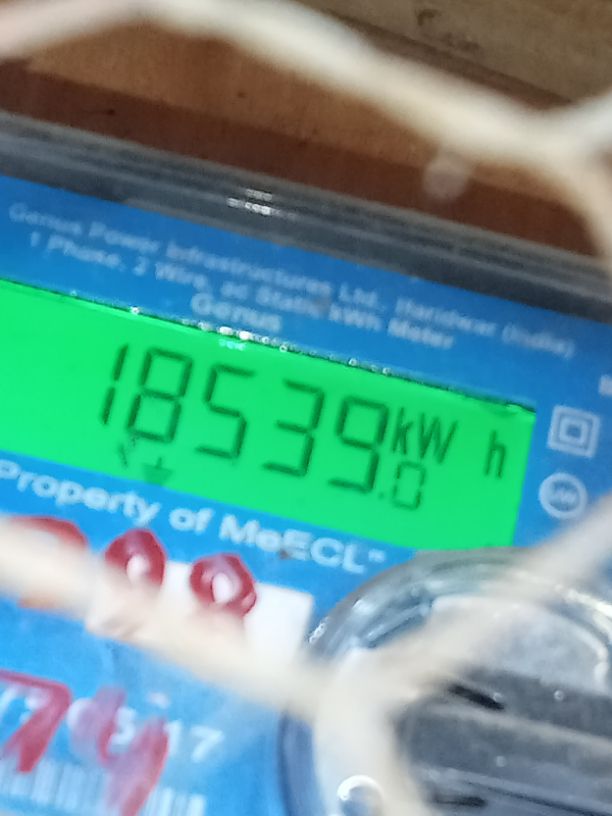 Genus Power Infrastructures Ltd., Haridwar (India)
1 Phase, 2 Wire, ac Static kWh Meter
Genus
18539.0 kWh
Property of MeECL